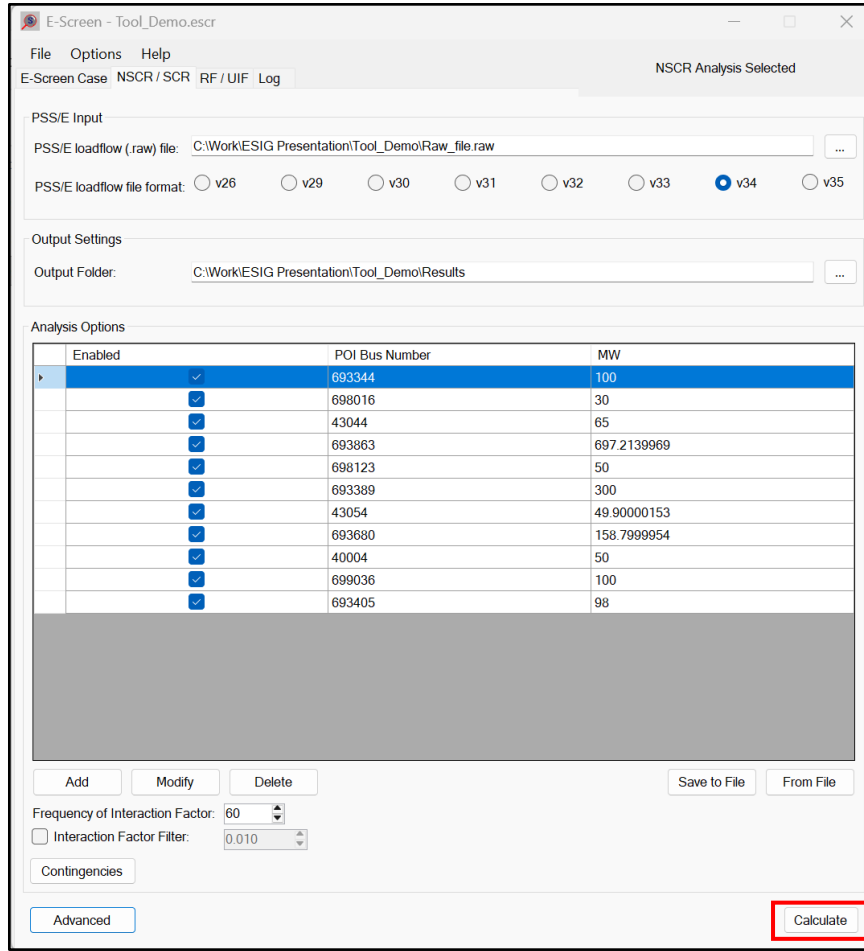 E-Screen - Tool_Demo.escr
File Options Help
NSCR Analysis Selected
E-Screen Case NSCR / SCR RF / UIF Log
PSS/E Input
PSS/E loadflow (.raw) file: C:\Work\ESIG Presentation\Tool_Demo\Raw_file.raw ...
PSS/E loadflow file format: v26 v29 v30 v31 v32 v33 v34 v35
Output Settings
Output Folder: C:\Work\ESIG Presentation\Tool_Demo\Results ...
Analysis Options
Enabled POI Bus Number MW
693344 100
698016 30
43044 65
693863 697.2139969
698123 50
693389 300
43054 49.90000153
693680 158.7999954
40004 50
699036 100
693405 98
Add Modify Delete Save to File From File
Frequency of Interaction Factor: 60
Interaction Factor Filter: 0.010
Contingencies
Advanced Calculate